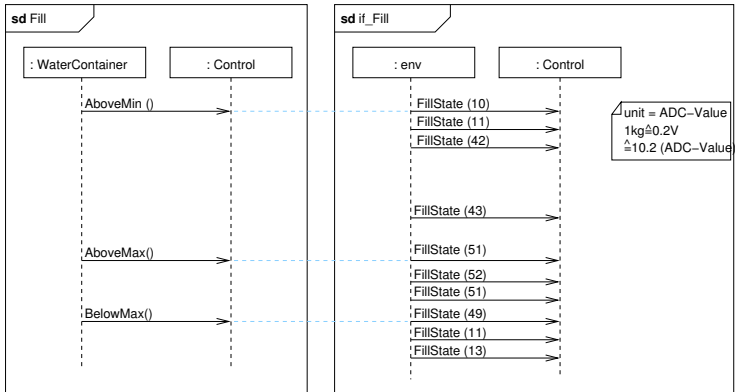 sd Fill
: WaterContainer
: Control
AboveMin ()
AboveMax()
BelowMax()
sd if_Fill
: env
: Control
FillState (10)
FillState (11)
FillState (42)
FillState (43)
FillState (51)
FillState (52)
FillState (51)
FillState (49)
FillState (11)
FillState (13)
unit = ADC−Value
1kg≙0.2V
≙10.2 (ADC−Value)